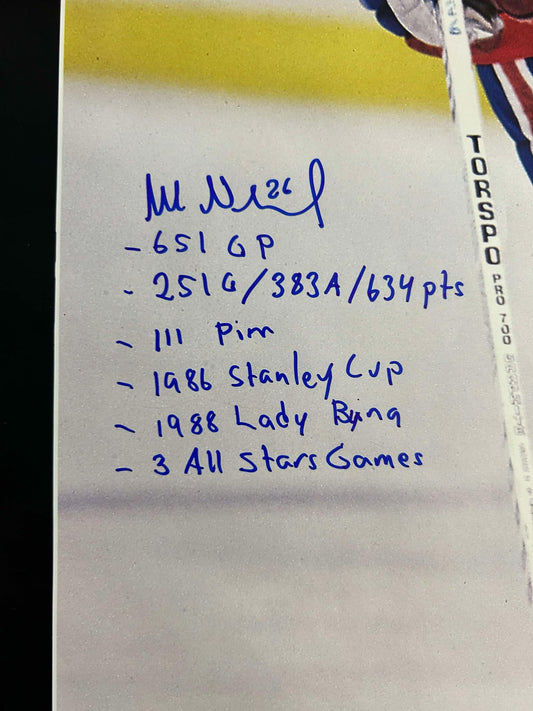 M N 26
- 651 GP
- 251G/383A/634pts
- 111 Pim
- 1986 Stanley Cup
- 1988 Lady Byng
- 3 All Stars Games
TORSPO
PRO 700